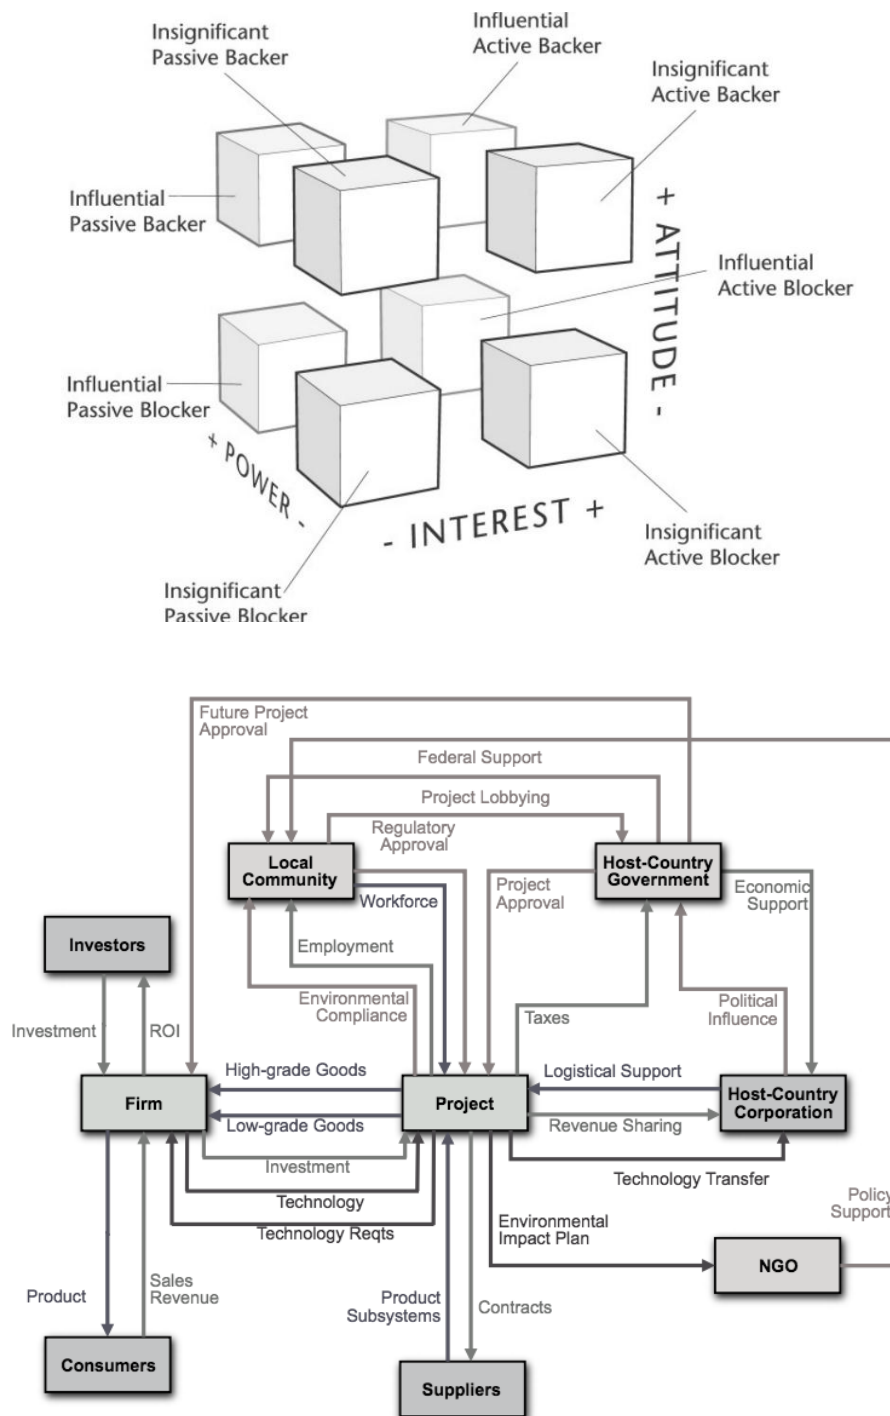 Insignificant
Passive Backer
Influential
Active Backer
Insignificant
Active Backer
Influential
Passive Backer
+ ATTITUDE -
Influential
Active Blocker
Influential
Passive Blocker
+ POWER -
- INTEREST +
Insignificant
Active Blocker
Insignificant
Passive Blocker
Future Project
Approval
Federal Support
Project Lobbying
Regulatory
Approval
Local
Community
Host-Country
Government
Project
Approval
Economic
Support
Workforce
Investors
Employment
Environmental
Compliance
Taxes
Political
Influence
Investment
ROI
High-grade Goods
Logistical Support
Firm
Project
Host-Country
Corporation
Low-grade Goods
Revenue Sharing
Investment
Technology
Technology Transfer
Technology Reqts
Environmental
Impact Plan
Policy
Support
NGO
Product
Sales
Revenue
Product
Subsystems
Contracts
Consumers
Suppliers